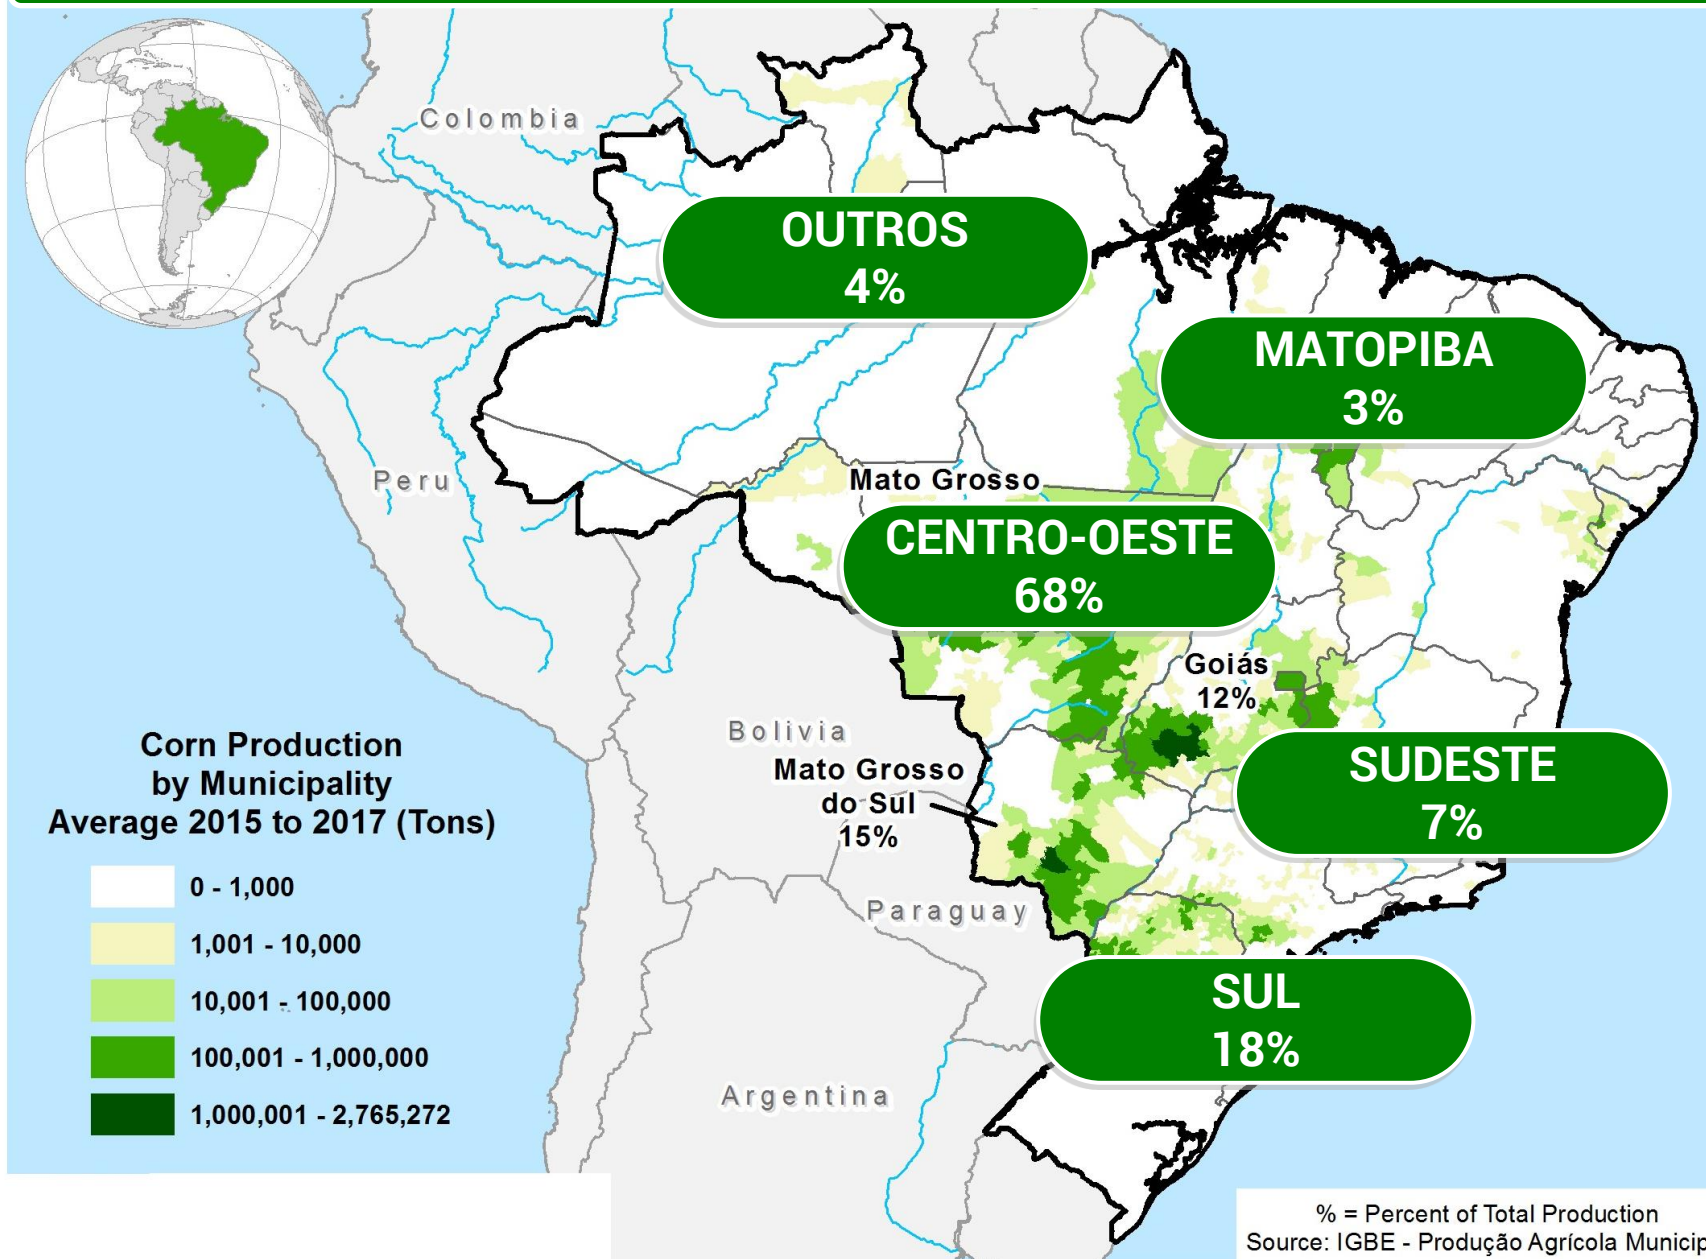 Colombia
OUTROS
4%
MATOPIBA
3%
Peru
Mato Grosso
CENTRO-OESTE
68%
Goiás
12%
Bolivia
Mato Grosso
do Sul
15%
SUDESTE
7%
Paraguay
SUL
18%
Argentina
Corn Production
by Municipality
Average 2015 to 2017 (Tons)
0 - 1,000
1,001 - 10,000
10,001 - 100,000
100,001 - 1,000,000
1,000,001 - 2,765,272
% = Percent of Total Production
Source: IGBE - Produção Agrícola Municip